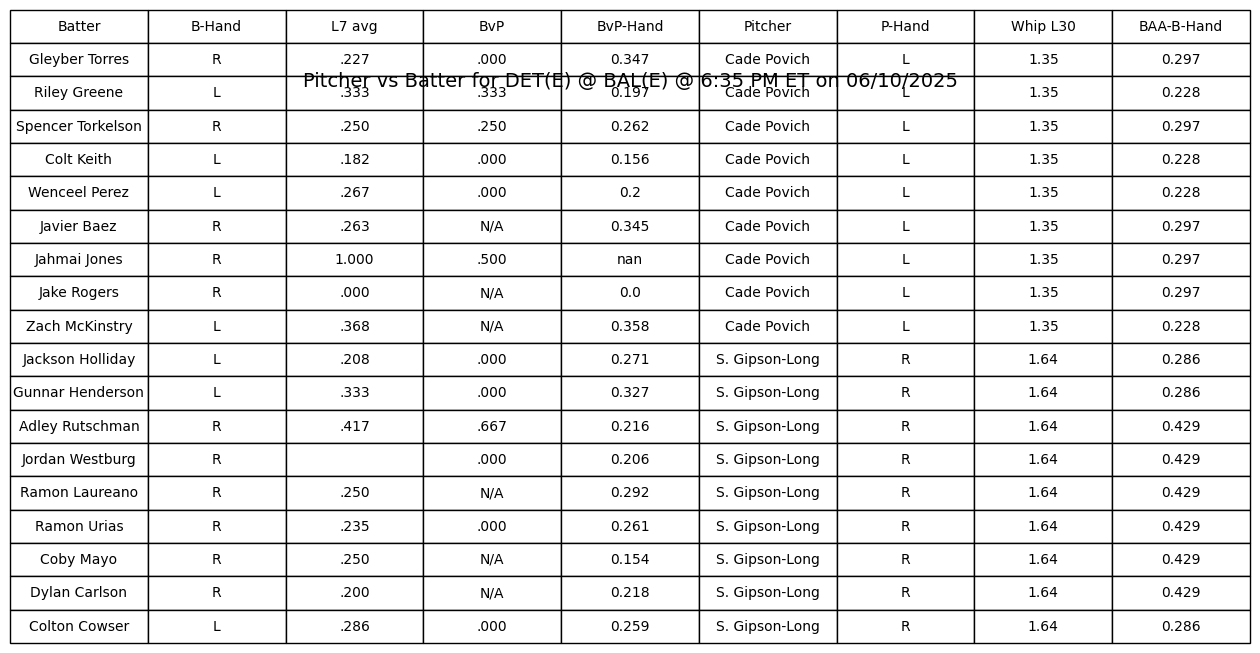 Batter B-Hand L7 avg BvP BvP-Hand Pitcher P-Hand Whip L30 BAA-B-Hand
Gleyber Torres R .227 .000 0.347 Cade Povich L 1.35 0.297
Pitcher vs Batter for DET(E) @ BAL(E) @ 6:35 PM ET on 06/10/2025
Riley Greene L .333 .333 0.197 Cade Povich L 1.35 0.228
Spencer Torkelson R .250 .250 0.262 Cade Povich L 1.35 0.297
Colt Keith L .182 .000 0.156 Cade Povich L 1.35 0.228
Wenceel Perez L .267 .000 0.2 Cade Povich L 1.35 0.228
Javier Baez R .263 N/A 0.345 Cade Povich L 1.35 0.297
Jahmai Jones R 1.000 .500 nan Cade Povich L 1.35 0.297
Jake Rogers R .000 N/A 0.0 Cade Povich L 1.35 0.297
Zach McKinstry L .368 N/A 0.358 Cade Povich L 1.35 0.228
Jackson Holliday L .208 .000 0.271 S. Gipson-Long R 1.64 0.286
Gunnar Henderson L .333 .000 0.327 S. Gipson-Long R 1.64 0.286
Adley Rutschman R .417 .667 0.216 S. Gipson-Long R 1.64 0.429
Jordan Westburg R .000 0.206 S. Gipson-Long R 1.64 0.429
Ramon Laureano R .250 N/A 0.292 S. Gipson-Long R 1.64 0.429
Ramon Urias R .235 .000 0.261 S. Gipson-Long R 1.64 0.429
Coby Mayo R .250 N/A 0.154 S. Gipson-Long R 1.64 0.429
Dylan Carlson R .200 N/A 0.218 S. Gipson-Long R 1.64 0.429
Colton Cowser L .286 .000 0.259 S. Gipson-Long R 1.64 0.286